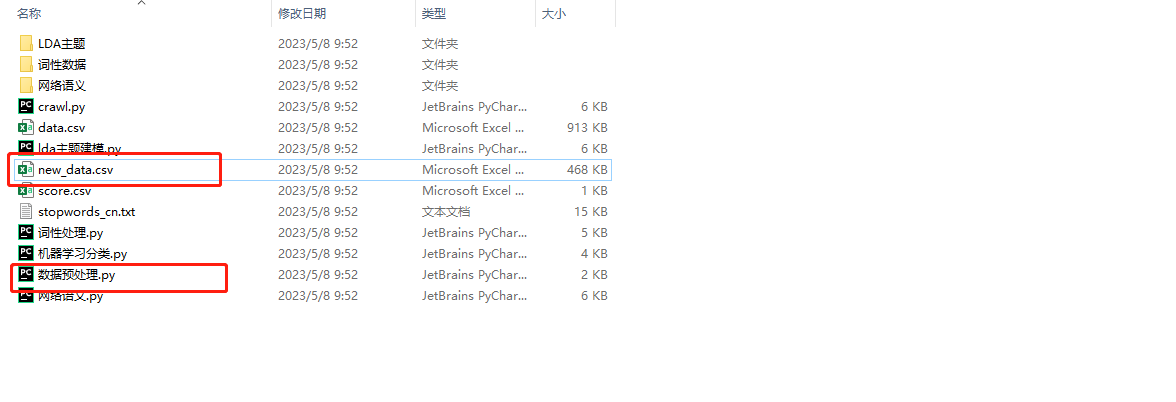 名称 修改日期 类型 大小
LDA主题 2023/5/8 9:52 文件夹
词性数据 2023/5/8 9:52 文件夹
网络语义 2023/5/8 9:52 文件夹
crawl.py 2023/5/8 9:52 JetBrains PyChar... 6 KB
data.csv 2023/5/8 9:52 Microsoft Excel ... 913 KB
lda主题建模.py 2023/5/8 9:52 JetBrains PyChar... 6 KB
new_data.csv 2023/5/8 9:52 Microsoft Excel ... 468 KB
score.csv 2023/5/8 9:52 Microsoft Excel ... 1 KB
stopwords_cn.txt 2023/5/8 9:52 文本文档 15 KB
词性处理.py 2023/5/8 9:52 JetBrains PyChar... 5 KB
机器学习分类.py 2023/5/8 9:52 JetBrains PyChar... 4 KB
数据预处理.py 2023/5/8 9:52 JetBrains PyChar... 2 KB
网络语义.py 2023/5/8 9:52 JetBrains PyChar... 6 KB